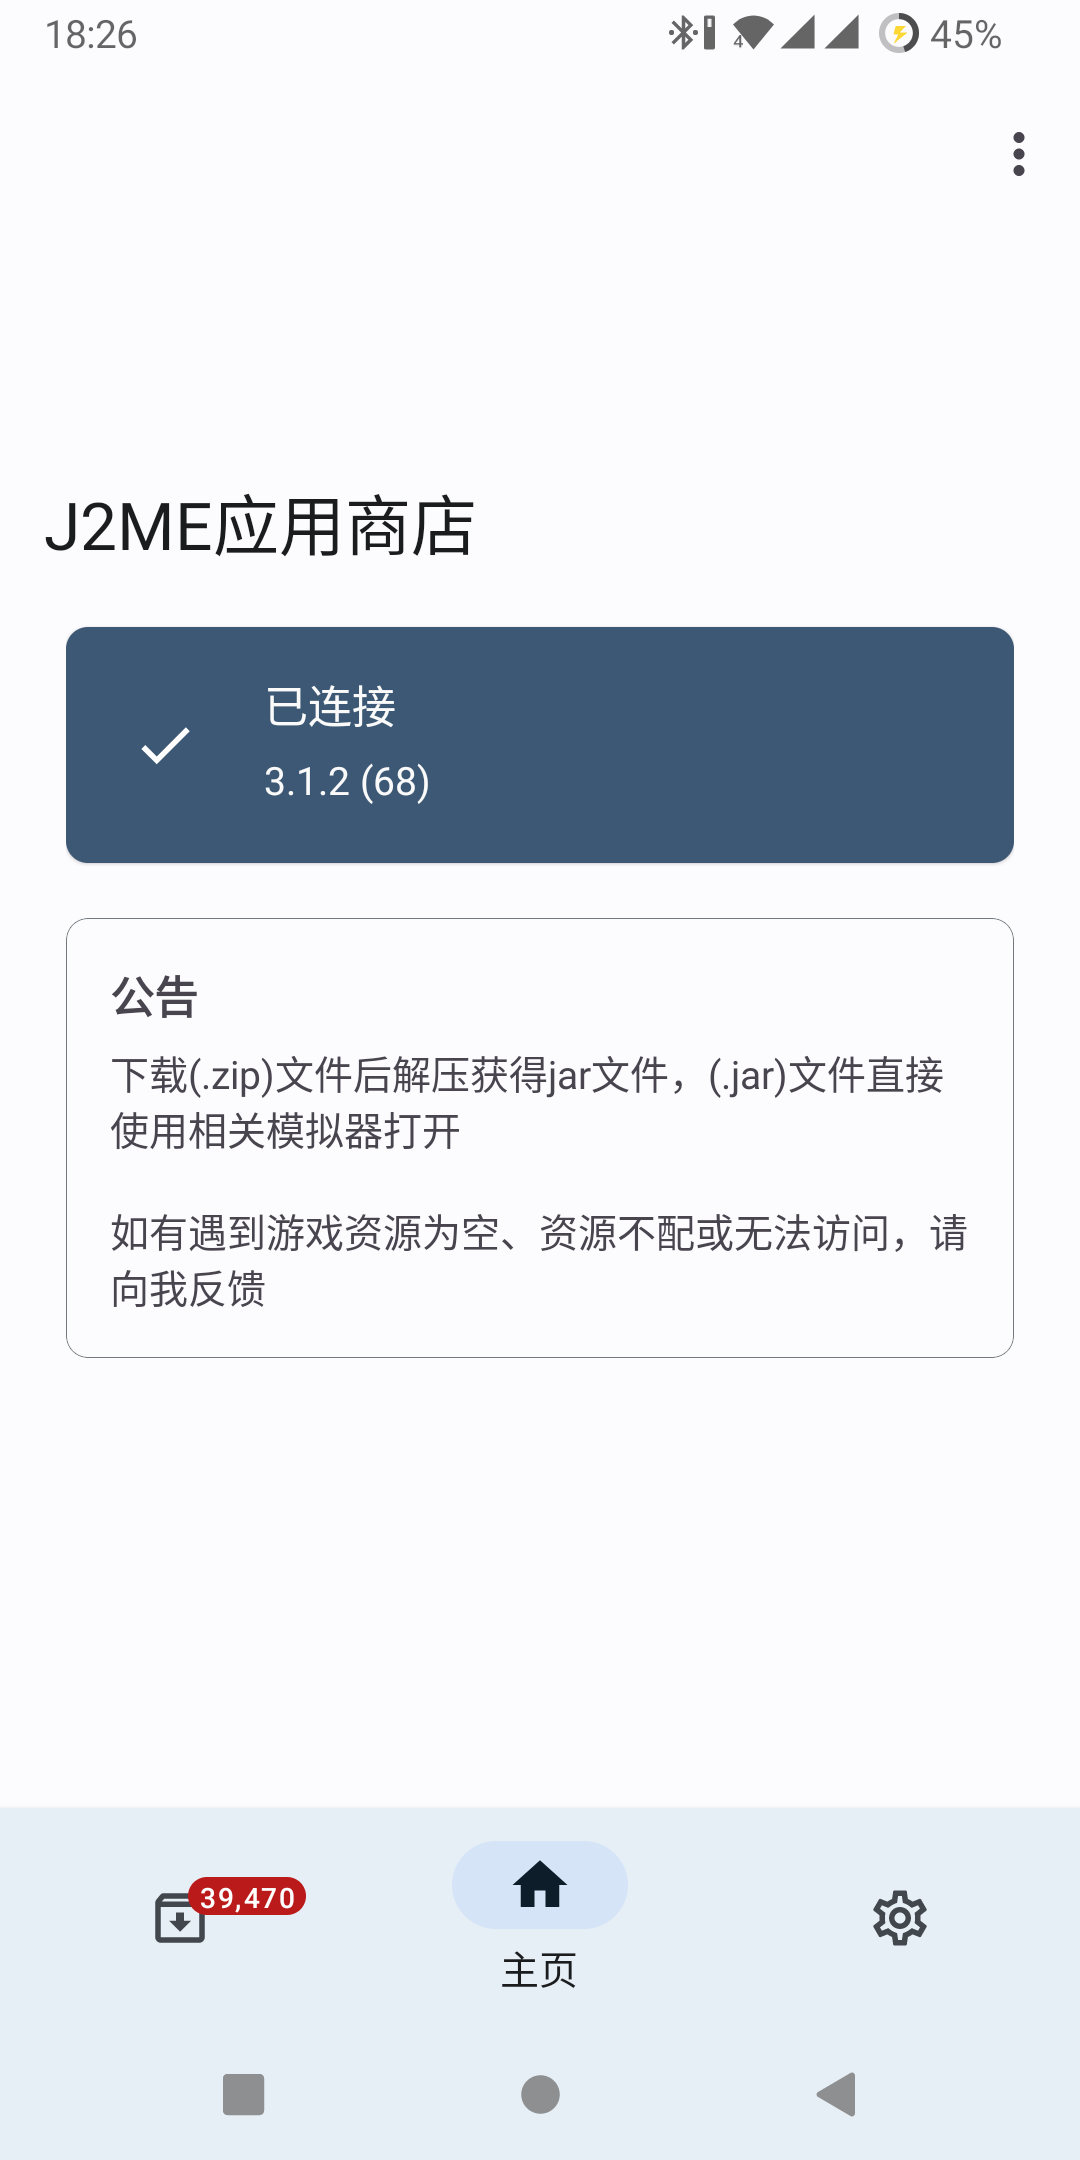 18:26
4
45%
J2ME应用商店
已连接
3.1.2 (68)
公告
下载(.zip)文件后解压获得jar文件，(.jar)文件直接
使用相关模拟器打开
如有遇到游戏资源为空、资源不配或无法访问，请
向我反馈
39,470
主页